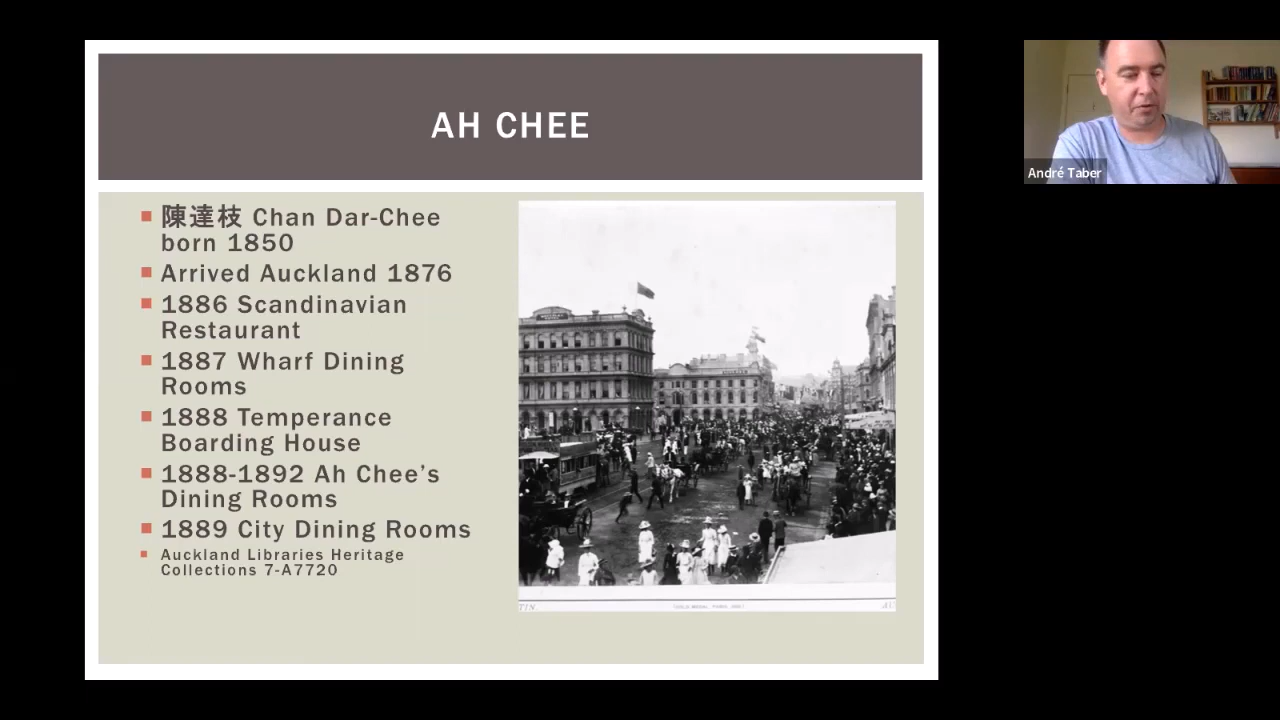 AH CHEE
陳達枝 Chan Dar-Chee
born 1850
Arrived Auckland 1876
1886 Scandinavian
Restaurant
1887 Wharf Dining
Rooms
1888 Temperance
Boarding House
1888-1892 Ah Chee’s
Dining Rooms
1889 City Dining Rooms
Auckland Libraries Heritage
Collections 7-A7720
TIN.
André Taber